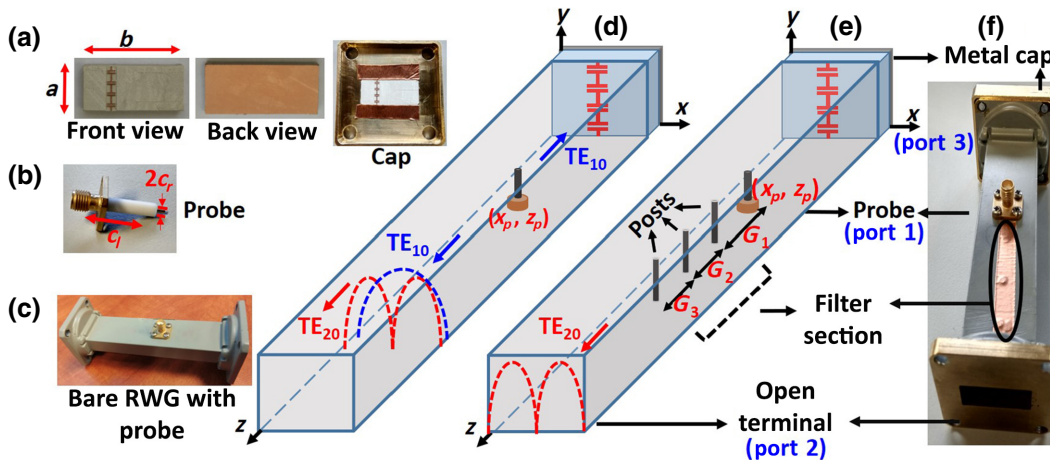 (a)
b
a
Front view
Back view
Cap
(b)
2cr
cl
Probe
(c)
Bare RWG with
probe
(d)
y
x
z
TE10
(xp, zp)
TE10
TE20
(e)
y
x
z
(port 3)
Posts
(xp, zp)
G1
G2
G3
TE20
(f)
Metal cap
Probe
(port 1)
Filter
section
Open
terminal
(port 2)